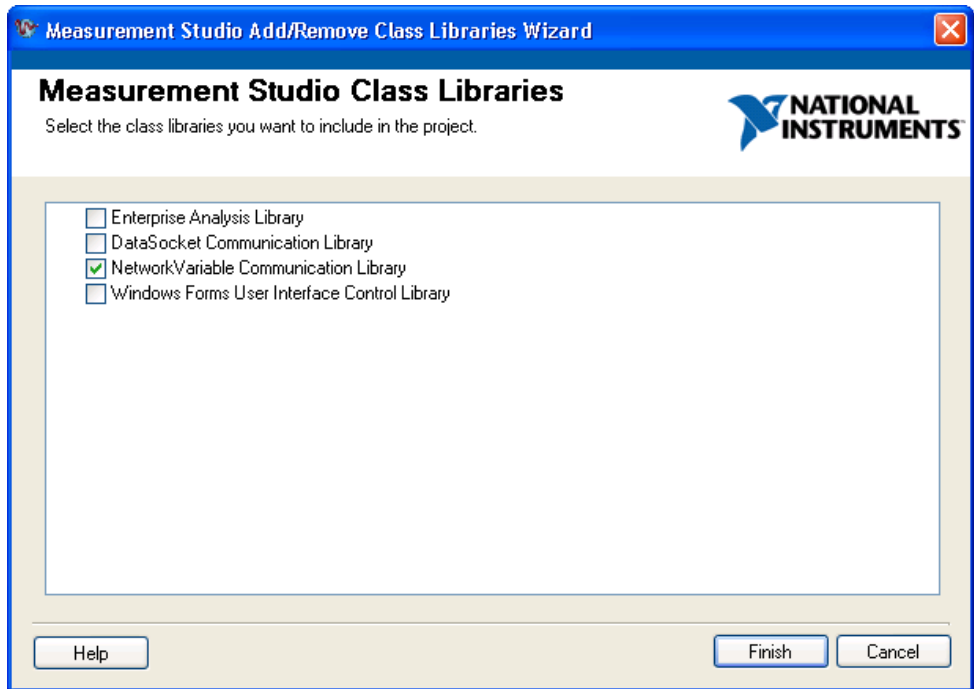 Measurement Studio Add/Remove Class Libraries Wizard
Measurement Studio Class Libraries
Select the class libraries you want to include in the project.
NATIONAL
INSTRUMENTS
Enterprise Analysis Library
DataSocket Communication Library
NetworkVariable Communication Library
Windows Forms User Interface Control Library
Help
Finish
Cancel